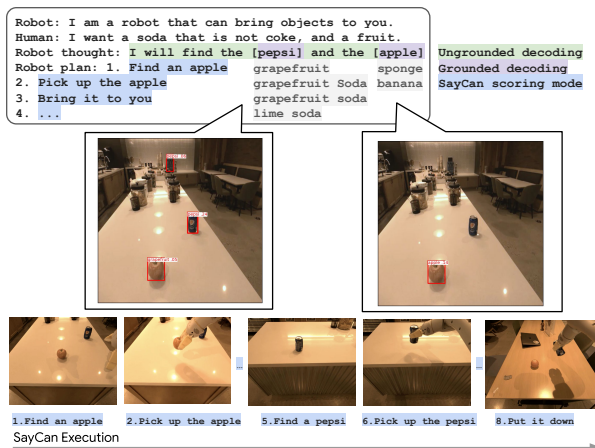 Robot: I am a robot that can bring objects to you.
Human: I want a soda that is not coke, and a fruit.
Robot thought: I will find the [pepsi] and the [apple] Ungrounded decoding
Robot plan: 1. Find an apple grapefruit sponge Grounded decoding
2. Pick up the apple grapefruit Soda banana SayCan scoring mode
3. Bring it to you grapefruit soda
4. ... lime soda
... ...
1.Find an apple 2.Pick up the apple 5.Find a pepsi 6.Pick up the pepsi 8.Put it down
SayCan Execution